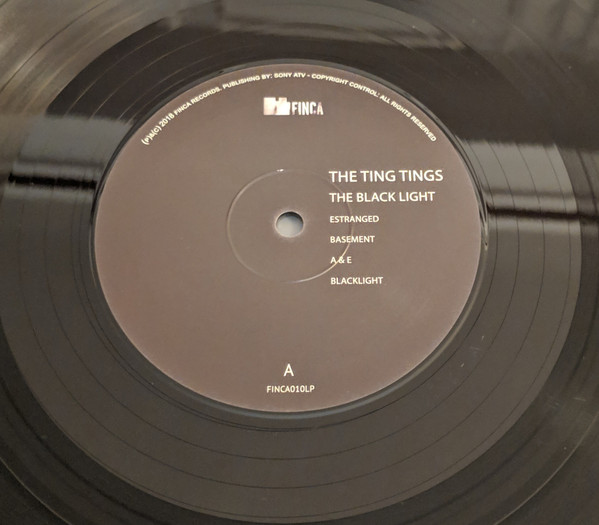 (P)&(C) 2018 FINCA RECORDS. PUBLISHING BY: SONY ATV - COPYRIGHT CONTROL. ALL RIGHTS RESERVED
FINCA
THE TING TINGS
THE BLACK LIGHT
ESTRANGED
BASEMENT
A & E
BLACKLIGHT
A
FINCA010LP